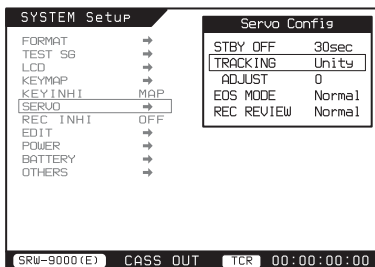 SYSTEM Setup
FORMAT ➡
TEST SG ➡
LCD ➡
KEYMAP ➡
KEYINHI MAP
SERVO ➡
REC INHI OFF
EDIT ➡
POWER ➡
BATTERY ➡
OTHERS ➡
Servo Config
STBY OFF 30sec
TRACKING Unity
ADJUST 0
EOS MODE Normal
REC REVIEW Normal
SRW-9000(E) CASS OUT TCR 00:00:00:00